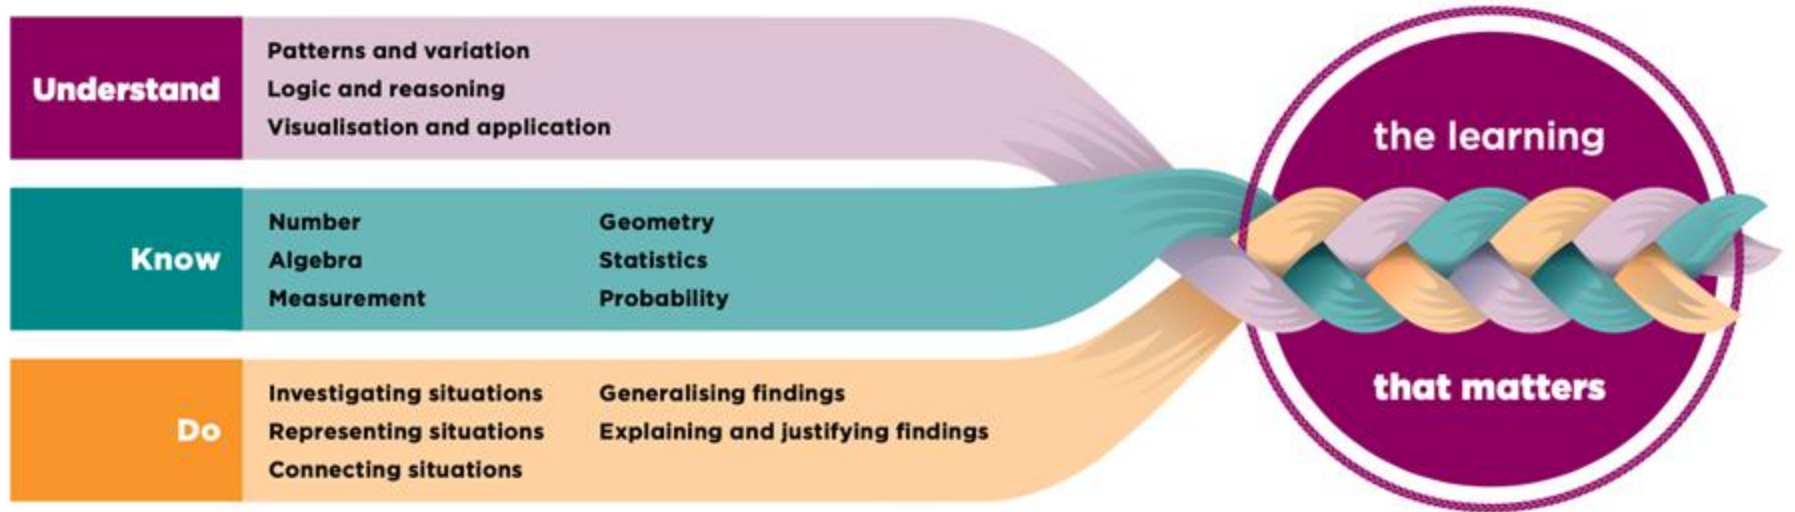 Understand
Patterns and variation
Logic and reasoning
Visualisation and application
Know
Number
Algebra
Measurement
Geometry
Statistics
Probability
Do
Investigating situations
Representing situations
Connecting situations
Generalising findings
Explaining and justifying findings
the learning
that matters